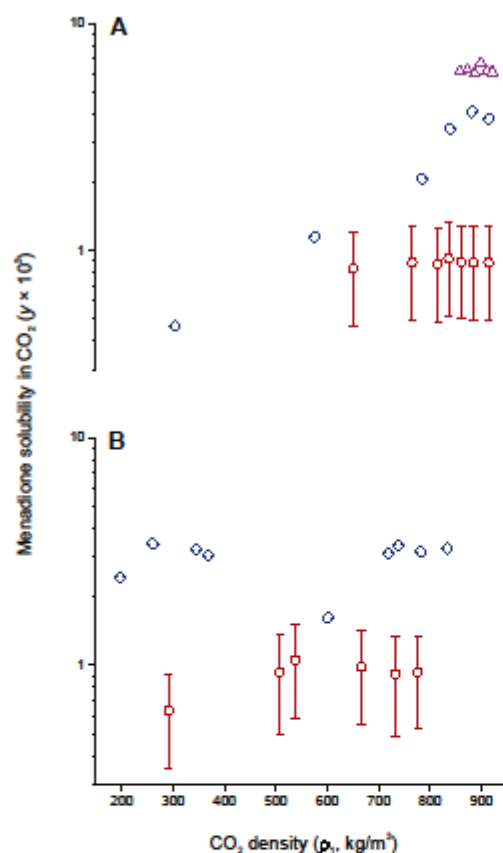 A
10
1
B
10
1
Menadione solubility in CO₂ (y × 10³)
200 300 400 500 600 700 800 900
CO₂ density (ρ₁, kg/m³)